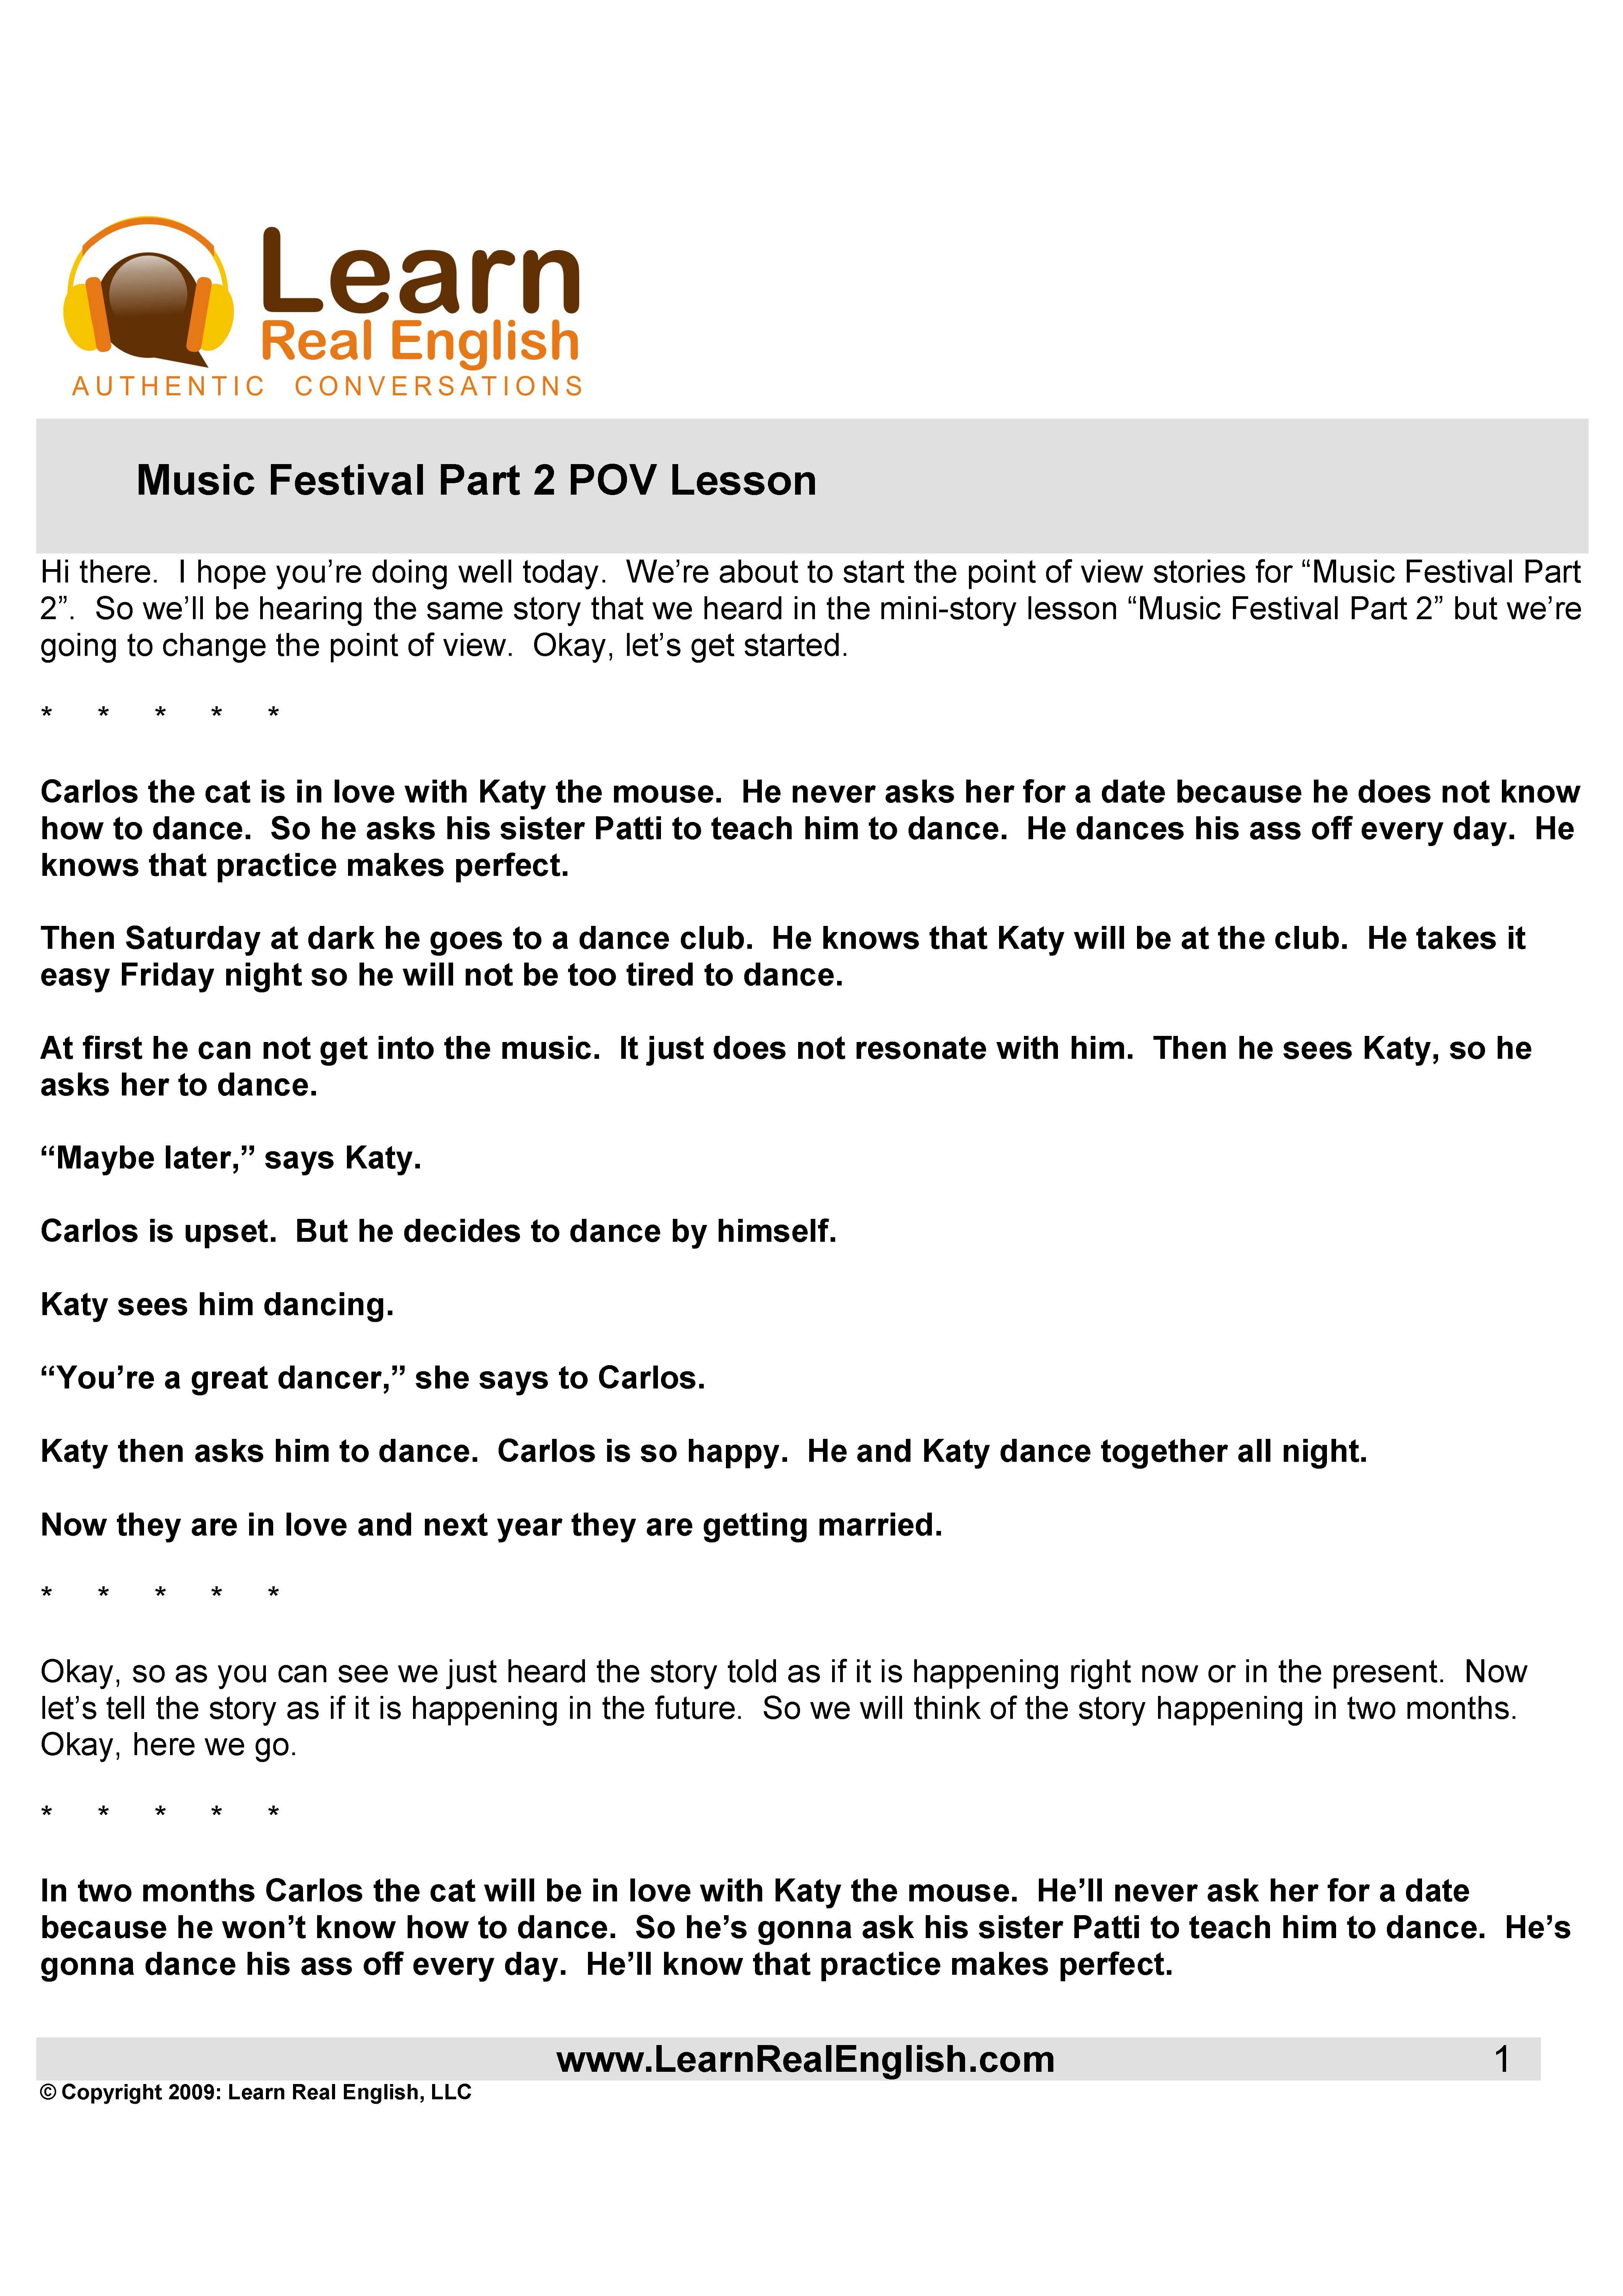 Learn
Real English
AUTHENTIC CONVERSATIONS
Music Festival Part 2 POV Lesson
Hi there.  I hope you’re doing well today.  We’re about to start the point of view stories for “Music Festival Part
2”.  So we’ll be hearing the same story that we heard in the mini-story lesson “Music Festival Part 2” but we’re
going to change the point of view.  Okay, let’s get started.
* * * * *
Carlos the cat is in love with Katy the mouse.  He never asks her for a date because he does not know
how to dance.  So he asks his sister Patti to teach him to dance.  He dances his ass off every day.  He
knows that practice makes perfect.
Then Saturday at dark he goes to a dance club.  He knows that Katy will be at the club.  He takes it
easy Friday night so he will not be too tired to dance.
At first he can not get into the music.  It just does not resonate with him.  Then he sees Katy, so he
asks her to dance.
“Maybe later,” says Katy.
Carlos is upset.  But he decides to dance by himself.
Katy sees him dancing.
“You’re a great dancer,” she says to Carlos.
Katy then asks him to dance.  Carlos is so happy.  He and Katy dance together all night.
Now they are in love and next year they are getting married.
* * * * *
Okay, so as you can see we just heard the story told as if it is happening right now or in the present.  Now
let’s tell the story as if it is happening in the future.  So we will think of the story happening in two months.
Okay, here we go.
* * * * *
In two months Carlos the cat will be in love with Katy the mouse.  He’ll never ask her for a date
because he won’t know how to dance.  So he’s gonna ask his sister Patti to teach him to dance.  He’s
gonna dance his ass off every day.  He’ll know that practice makes perfect.
www.LearnRealEnglish.com 1
© Copyright 2009: Learn Real English, LLC